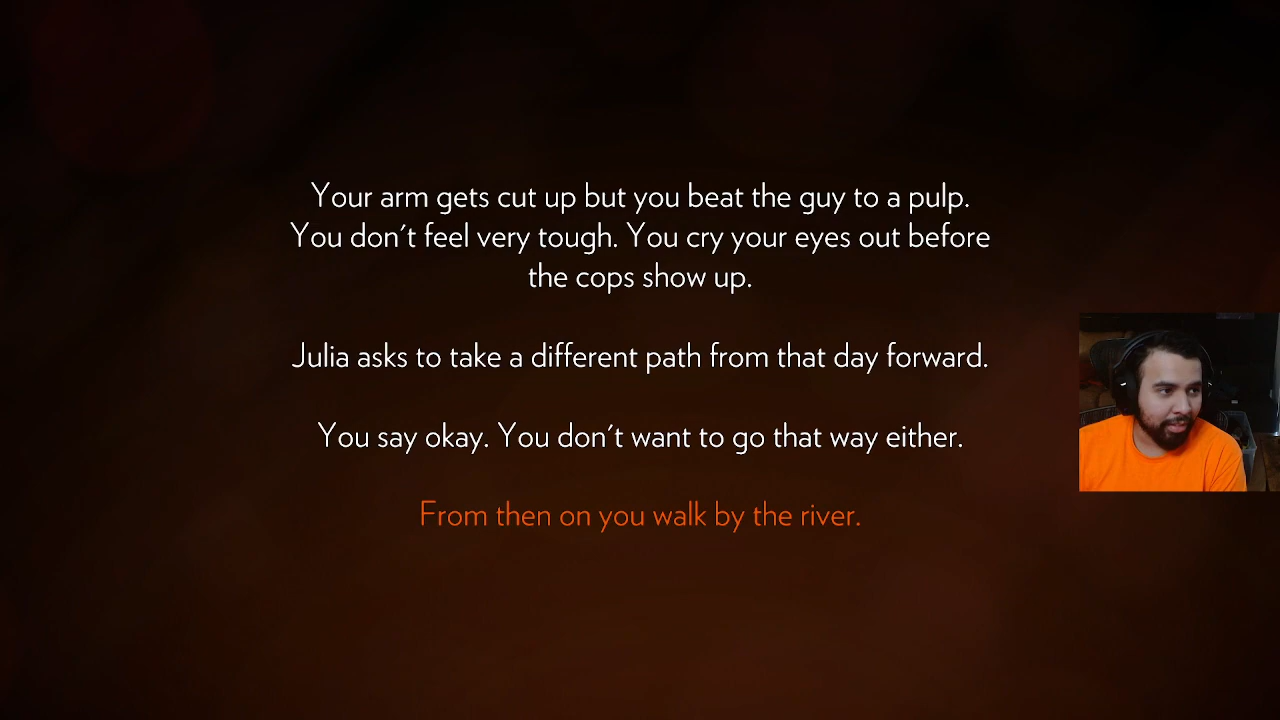 Your arm gets cut up but you beat the guy to a pulp.
You don't feel very tough. You cry your eyes out before
the cops show up.
Julia asks to take a different path from that day forward.
You say okay. You don't want to go that way either.
From then on you walk by the river.